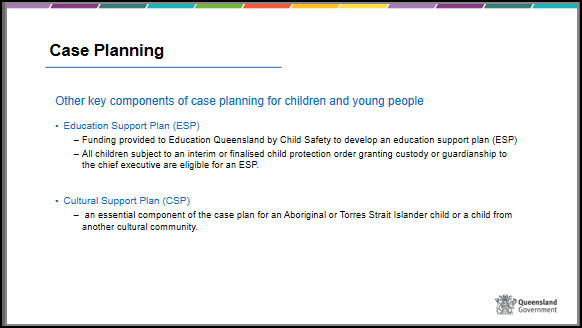 Case Planning
Other key components of case planning for children and young people
• Education Support Plan (ESP)
– Funding provided to Education Queensland by Child Safety to develop an education support plan (ESP)
– All children subject to an interim or finalised child protection order granting custody or guardianship to
the chief executive are eligible for an ESP.
• Cultural Support Plan (CSP)
– an essential component of the case plan for an Aboriginal or Torres Strait Islander child or a child from
another cultural community.
Queensland
Government